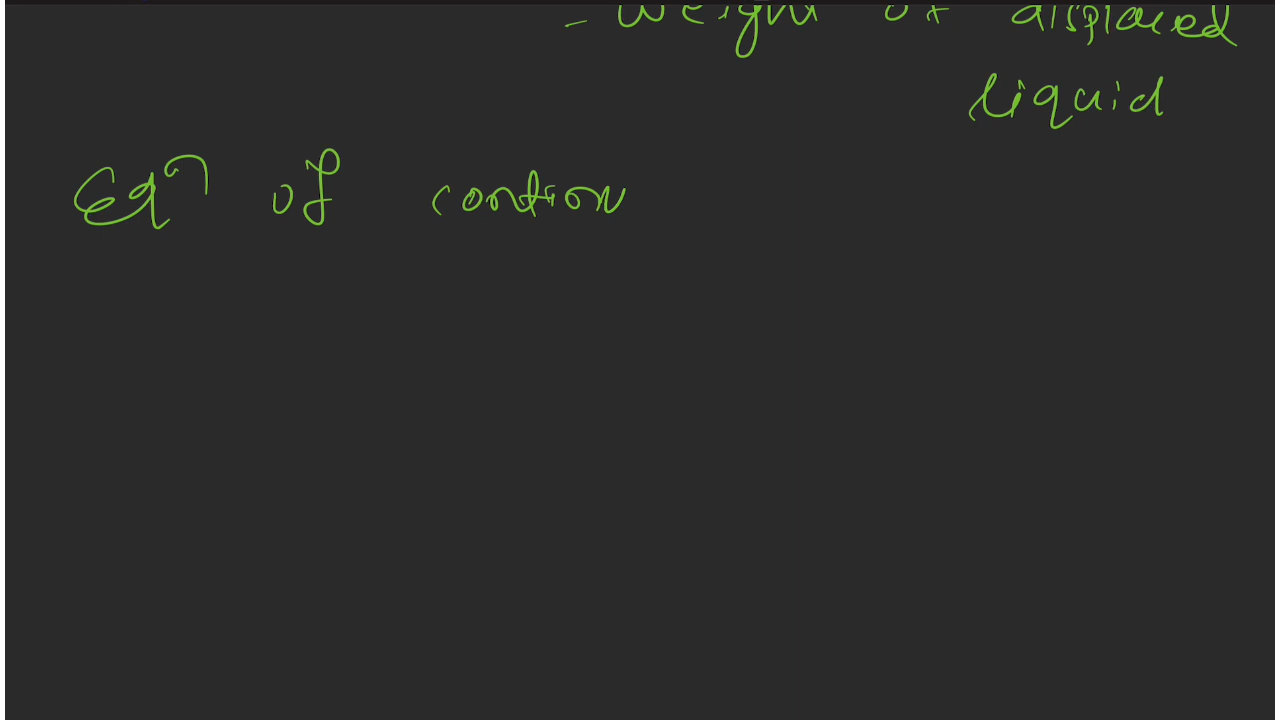 - weight of displaced
liquid
Eqn of contion